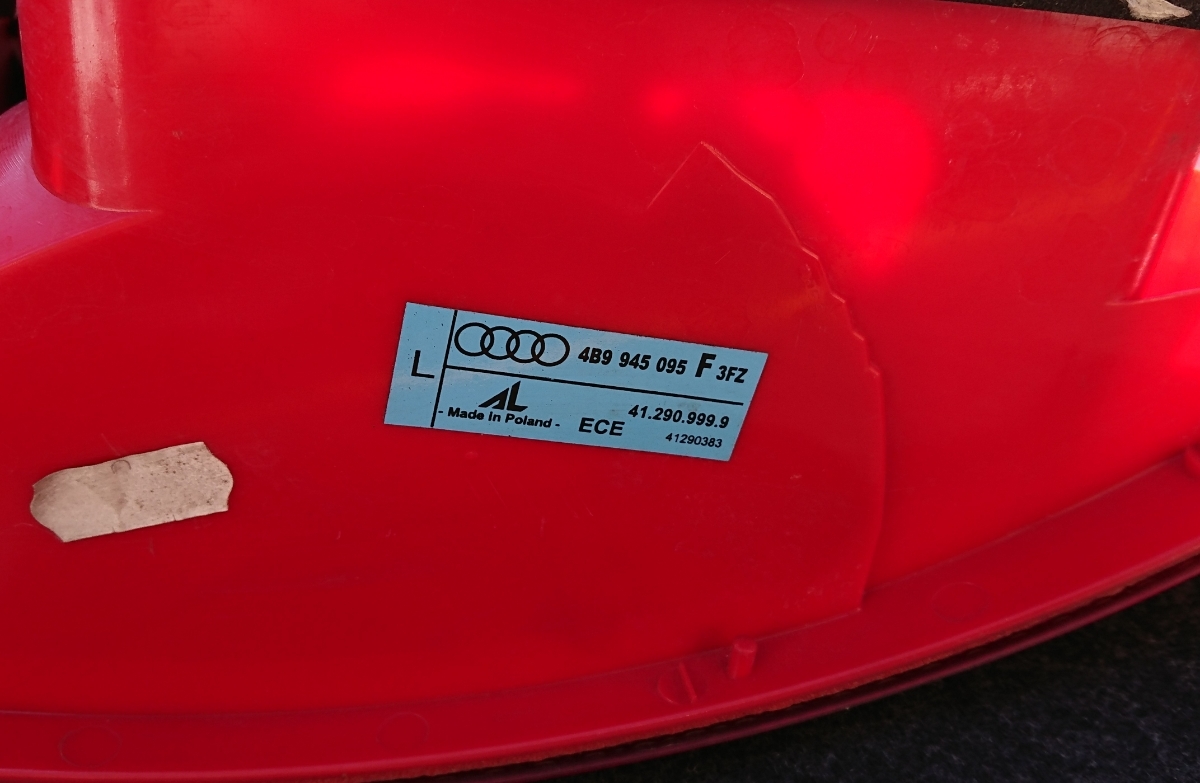 L
4B9 945 095 F 3FZ
AL
- Made in Poland - ECE
41.290.999.9
41290383